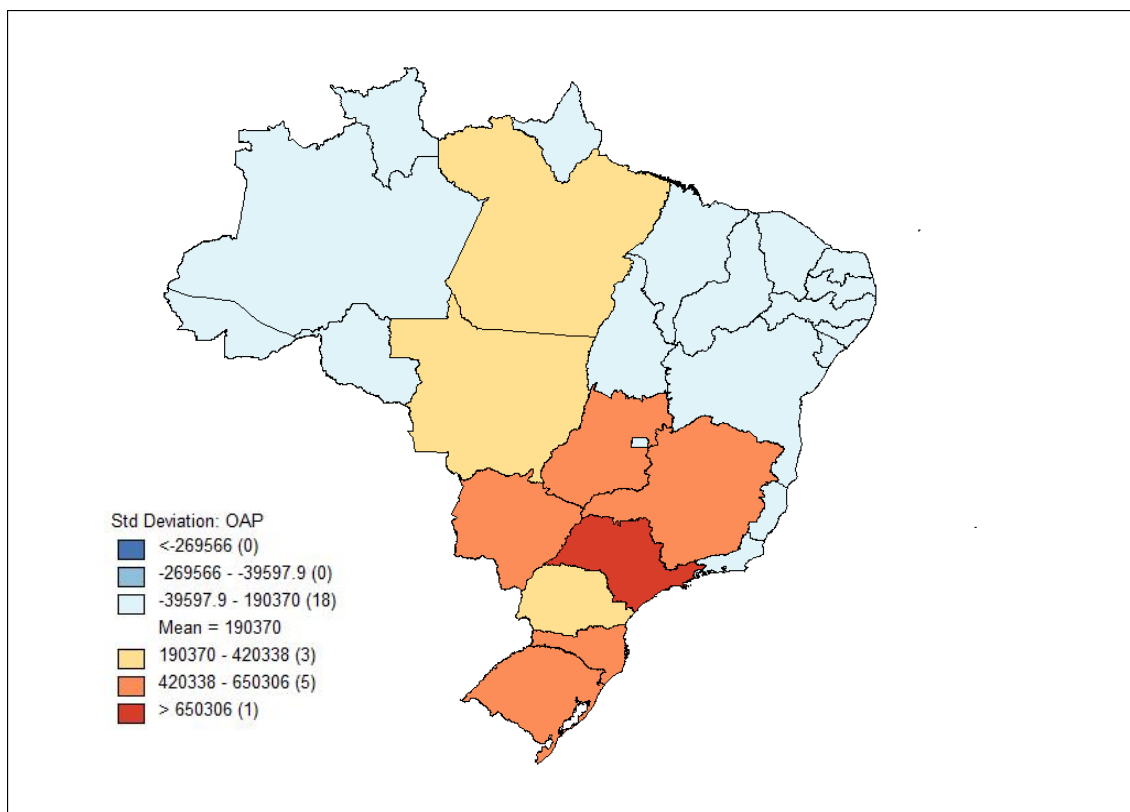 Std Deviation: OAP
<-269566 (0)
-269566 - -39597.9 (0)
-39597.9 - 190370 (18)
Mean = 190370
190370 - 420338 (3)
420338 - 650306 (5)
> 650306 (1)